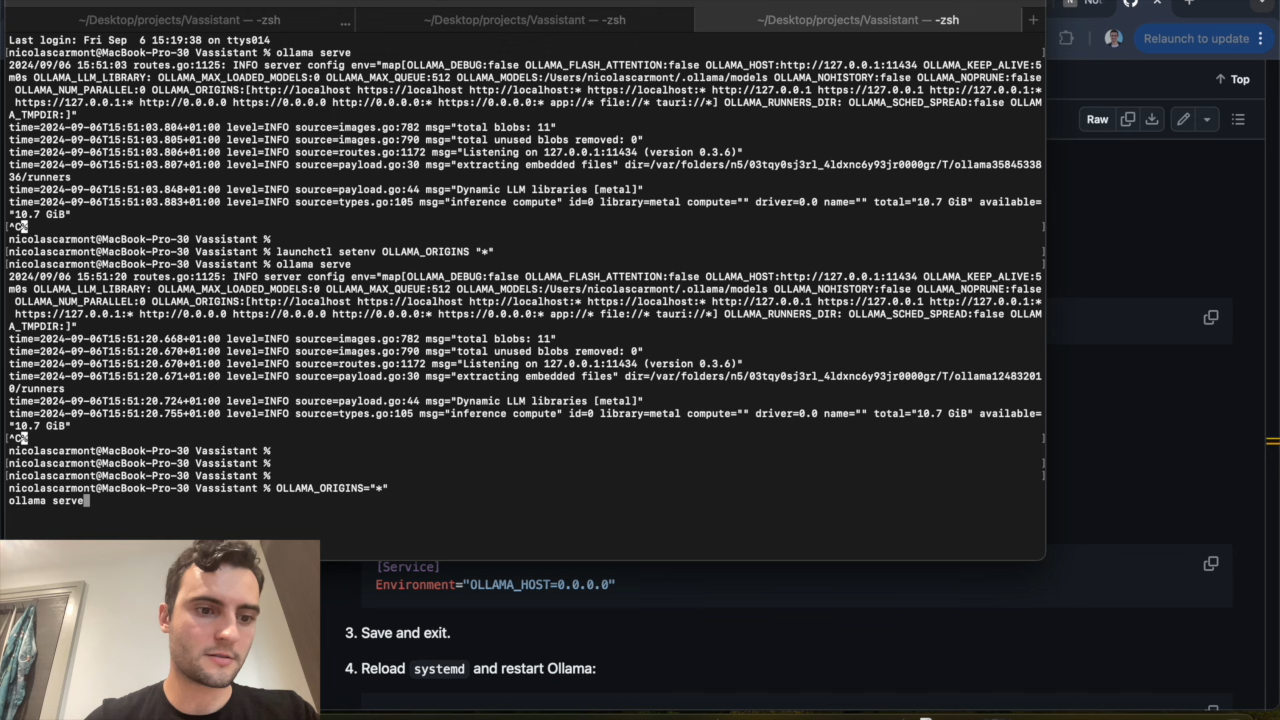 ~/Desktop/projects/Vassistant — -zsh
...
~/Desktop/projects/Vassistant — -zsh
~/Desktop/projects/Vassistant — -zsh
+
Last login: Fri Sep  6 15:19:38 on ttys014
[nicolascarmont@MacBook-Pro-30 Vassistant % ollama serve ]
2024/09/06 15:51:03 routes.go:1125: INFO server config env="map[OLLAMA_DEBUG:false OLLAMA_FLASH_ATTENTION:false OLLAMA_HOST:http://127.0.0.1:11434 OLLAMA_KEEP_ALIVE:5
m0s OLLAMA_LLM_LIBRARY: OLLAMA_MAX_LOADED_MODELS:0 OLLAMA_MAX_QUEUE:512 OLLAMA_MODELS:/Users/nicolascarmont/.ollama/models OLLAMA_NOHISTORY:false OLLAMA_NOPRUNE:false
OLLAMA_NUM_PARALLEL:0 OLLAMA_ORIGINS:[http://localhost https://localhost http://localhost:* https://localhost:* http://127.0.0.1 https://127.0.0.1 http://127.0.0.1:*
https://127.0.0.1:* http://0.0.0.0 https://0.0.0.0 http://0.0.0.0:* https://0.0.0.0:* app://* file://* tauri://*] OLLAMA_RUNNERS_DIR: OLLAMA_SCHED_SPREAD:false OLLAM
A_TMPDIR:]"
time=2024-09-06T15:51:03.804+01:00 level=INFO source=images.go:782 msg="total blobs: 11"
time=2024-09-06T15:51:03.805+01:00 level=INFO source=images.go:790 msg="total unused blobs removed: 0"
time=2024-09-06T15:51:03.806+01:00 level=INFO source=routes.go:1172 msg="Listening on 127.0.0.1:11434 (version 0.3.6)"
time=2024-09-06T15:51:03.807+01:00 level=INFO source=payload.go:30 msg="extracting embedded files" dir=/var/folders/n5/03tqy0sj3rl_4ldxnc6y93jr0000gr/T/ollama35845338
36/runners
time=2024-09-06T15:51:03.848+01:00 level=INFO source=payload.go:44 msg="Dynamic LLM libraries [metal]"
time=2024-09-06T15:51:03.883+01:00 level=INFO source=types.go:105 msg="inference compute" id=0 library=metal compute="" driver=0.0 name="" total="10.7 GiB" available=
"10.7 GiB"
[^C% ]
nicolascarmont@MacBook-Pro-30 Vassistant %
[nicolascarmont@MacBook-Pro-30 Vassistant % launchctl setenv OLLAMA_ORIGINS "*" ]
[nicolascarmont@MacBook-Pro-30 Vassistant % ollama serve ]
2024/09/06 15:51:20 routes.go:1125: INFO server config env="map[OLLAMA_DEBUG:false OLLAMA_FLASH_ATTENTION:false OLLAMA_HOST:http://127.0.0.1:11434 OLLAMA_KEEP_ALIVE:5
m0s OLLAMA_LLM_LIBRARY: OLLAMA_MAX_LOADED_MODELS:0 OLLAMA_MAX_QUEUE:512 OLLAMA_MODELS:/Users/nicolascarmont/.ollama/models OLLAMA_NOHISTORY:false OLLAMA_NOPRUNE:false
OLLAMA_NUM_PARALLEL:0 OLLAMA_ORIGINS:[http://localhost https://localhost http://localhost:* https://localhost:* http://127.0.0.1 https://127.0.0.1 http://127.0.0.1:*
https://127.0.0.1:* http://0.0.0.0 https://0.0.0.0 http://0.0.0.0:* https://0.0.0.0:* app://* file://* tauri://*] OLLAMA_RUNNERS_DIR: OLLAMA_SCHED_SPREAD:false OLLAM
A_TMPDIR:]"
time=2024-09-06T15:51:20.668+01:00 level=INFO source=images.go:782 msg="total blobs: 11"
time=2024-09-06T15:51:20.670+01:00 level=INFO source=images.go:790 msg="total unused blobs removed: 0"
time=2024-09-06T15:51:20.670+01:00 level=INFO source=routes.go:1172 msg="Listening on 127.0.0.1:11434 (version 0.3.6)"
time=2024-09-06T15:51:20.671+01:00 level=INFO source=payload.go:30 msg="extracting embedded files" dir=/var/folders/n5/03tqy0sj3rl_4ldxnc6y93jr0000gr/T/ollama12483201
0/runners
time=2024-09-06T15:51:20.724+01:00 level=INFO source=payload.go:44 msg="Dynamic LLM libraries [metal]"
time=2024-09-06T15:51:20.755+01:00 level=INFO source=types.go:105 msg="inference compute" id=0 library=metal compute="" driver=0.0 name="" total="10.7 GiB" available=
"10.7 GiB"
[^C% ]
nicolascarmont@MacBook-Pro-30 Vassistant %
[nicolascarmont@MacBook-Pro-30 Vassistant % ]
[nicolascarmont@MacBook-Pro-30 Vassistant % ]
nicolascarmont@MacBook-Pro-30 Vassistant % OLLAMA_ORIGINS="*"
ollama serve
Relaunch to update
Top
Raw
[Service]
Environment="OLLAMA_HOST=0.0.0.0"
3. Save and exit.
4. Reload systemd and restart Ollama: